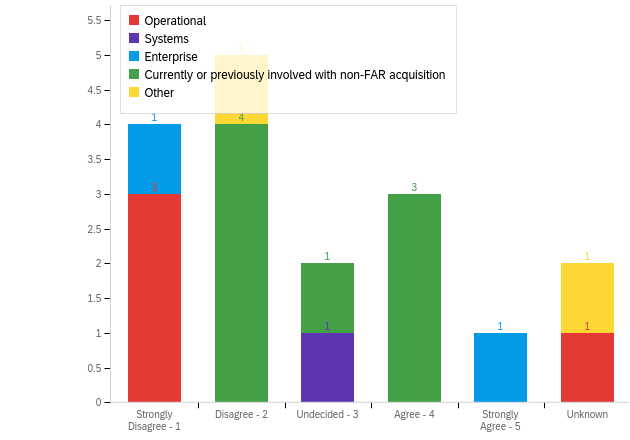 Operational
Systems
Enterprise
Currently or previously involved with non-FAR acquisition
Other
5.5
5
4.5
4
3.5
3
2.5
2
1.5
1
0.5
0
1
3
1
4
1
1
3
1
1
1
Strongly
Disagree - 1
Disagree - 2
Undecided - 3
Agree - 4
Strongly
Agree - 5
Unknown